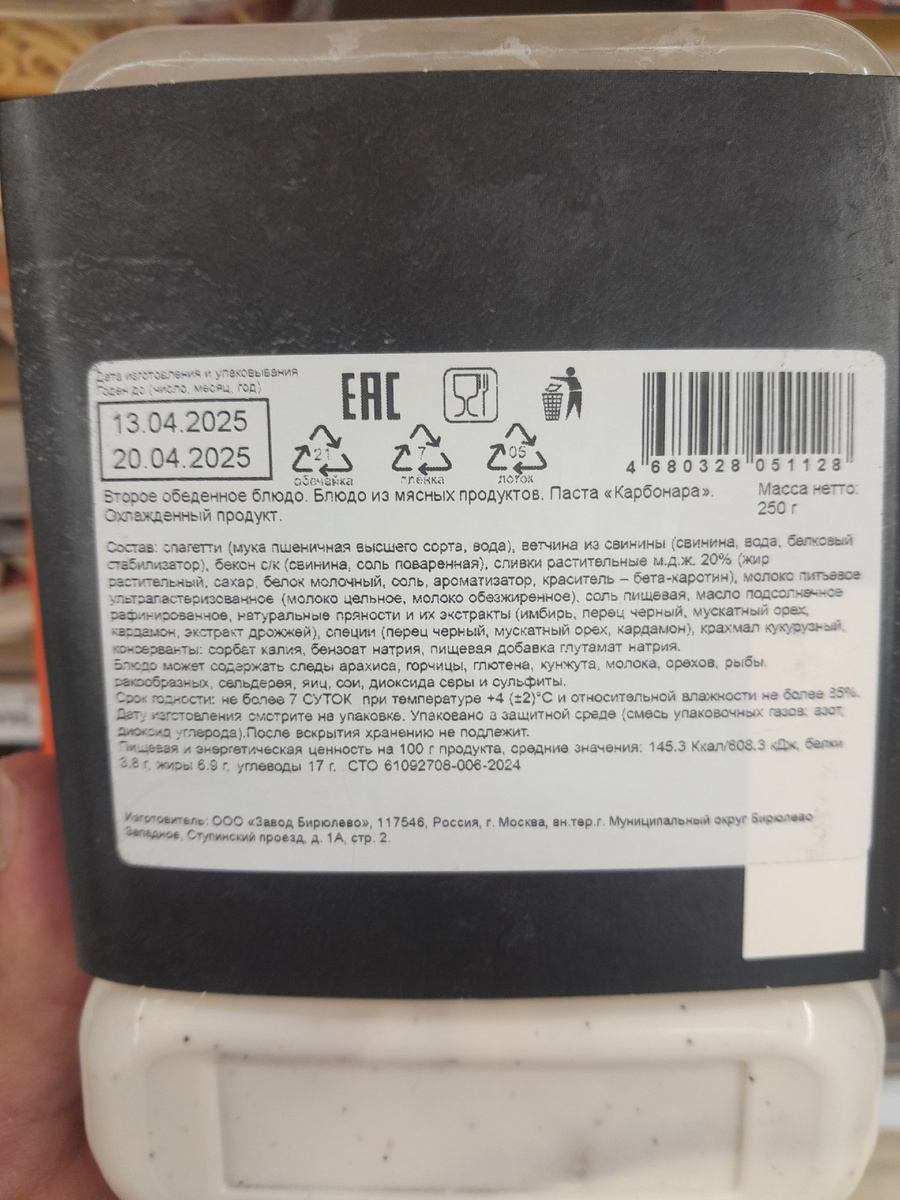 Дата изготовления и упаковывания
Годен до (число, месяц, год)
13.04.2025
20.04.2025
EAC
21
обечайка
7
плёнка
05
лоток
4 680328 051128
Второе обеденное блюдо. Блюдо из мясных продуктов. Паста «Карбонара».
Охлажденный продукт.
Масса нетто:
250 г
Состав: спагетти (мука пшеничная высшего сорта, вода), ветчина из свинины (свинина, вода, белковый
стабилизатор), бекон с/к (свинина, соль поваренная), сливки растительные м.д.ж. 20% (жир
растительный, сахар, белок молочный, соль, ароматизатор, краситель – бета-каротин), молоко питьевое
ультрапастеризованное (молоко цельное, молоко обезжиренное), соль пищевая, масло подсолнечное
рафинированное, натуральные пряности и их экстракты (имбирь, перец черный, мускатный орех,
кардамон, экстракт дрожжей), специи (перец черный, мускатный орех, кардамон), крахмал кукурузный,
консерванты: сорбат калия, бензоат натрия, пищевая добавка глутамат натрия.
Блюдо может содержать следы арахиса, горчицы, глютена, кунжута, молока, орехов, рыбы,
ракообразных, сельдерея, яиц, сои, диоксида серы и сульфиты.
Срок годности: не более 7 СУТОК при температуре +4 (±2)°С и относительной влажности не более 85%.
Дату изготовления смотрите на упаковке. Упаковано в защитной среде (смесь упаковочных газов: азот,
диоксид углерода).После вскрытия хранению не подлежит.
Пищевая и энергетическая ценность на 100 г продукта, средние значения: 145.3 Ккал/608.3 кДж, белки
3.8 г, жиры 6.9 г, углеводы 17 г. СТО 61092708-006-2024
Изготовитель: ООО «Завод Бирюлево», 117546, Россия, г. Москва, вн.тер.г. Муниципальный округ Бирюлево
Западное, Ступинский проезд, д. 1А, стр. 2.